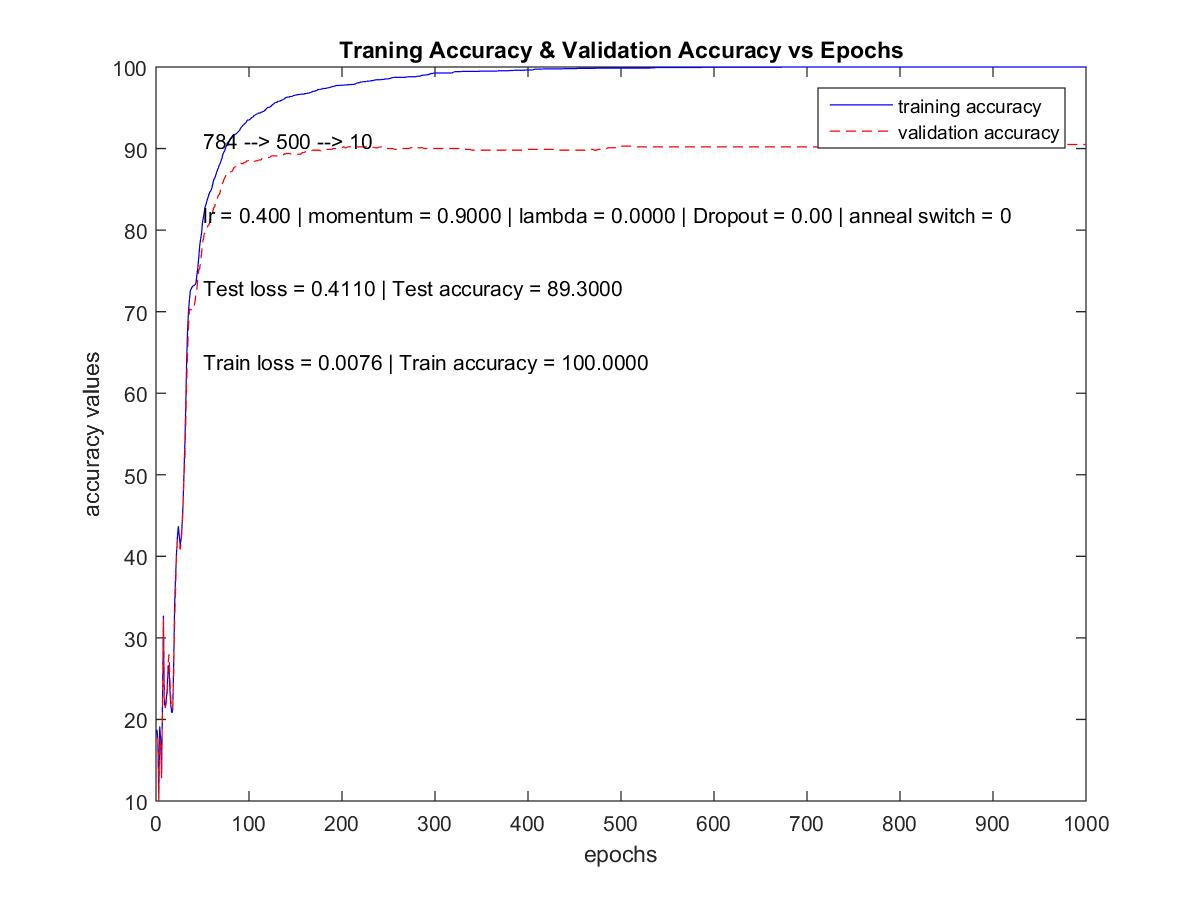 Traning Accuracy & Validation Accuracy vs Epochs
100
90
80
70
60
50
40
30
20
10
accuracy values
training accuracy
validation accuracy
784 --> 500 --> 10
lr = 0.400 | momentum = 0.9000 | lambda = 0.0000 | Dropout = 0.00 | anneal switch = 0
Test loss = 0.4110 | Test accuracy = 89.3000
Train loss = 0.0076 | Train accuracy = 100.0000
0 100 200 300 400 500 600 700 800 900 1000
epochs